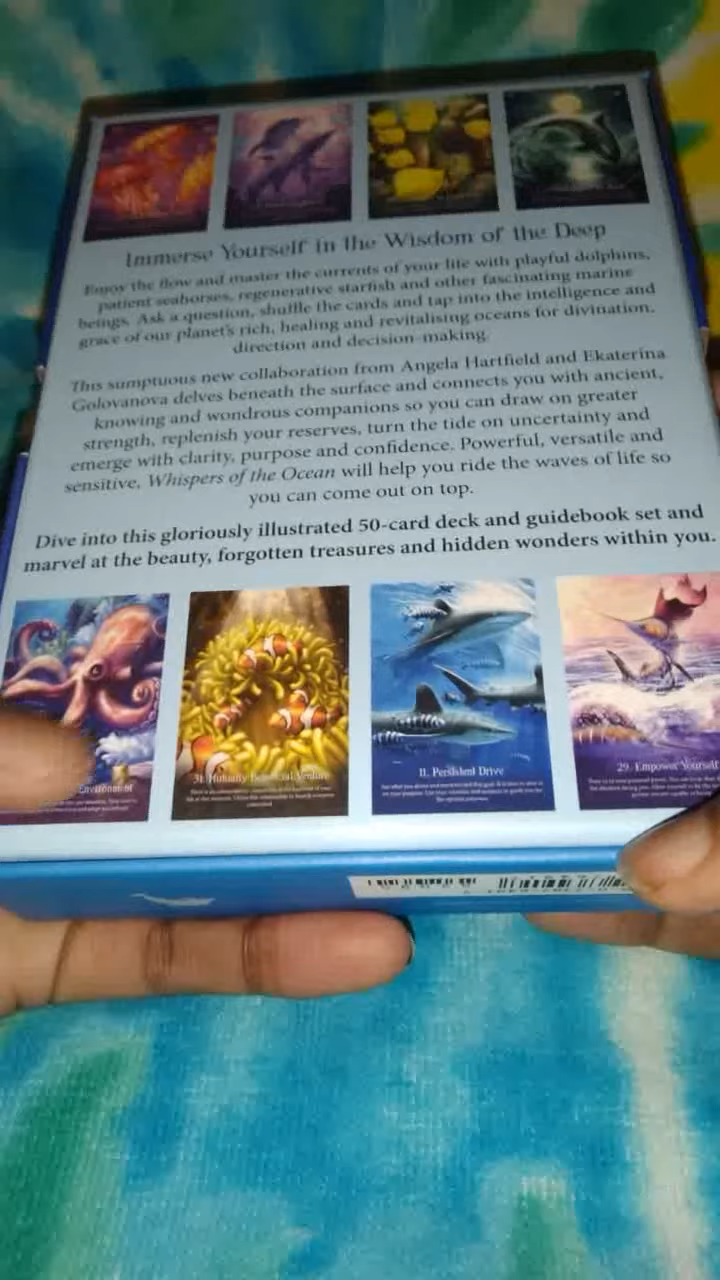 Immerse Yourself in the Wisdom of the Deep
Enjoy the flow and master the currents of your life with playful dolphins,
patient seahorses, regenerative starfish and other fascinating marine
beings. Ask a question, shuffle the cards and tap into the intelligence and
grace of our planet's rich, healing and revitalising oceans for divination,
direction and decision-making.
This sumptuous new collaboration from Angela Hartfield and Ekaterina
Golovanova delves beneath the surface and connects you with ancient,
knowing and wondrous companions so you can draw on greater
strength, replenish your reserves, turn the tide on uncertainty and
emerge with clarity, purpose and confidence. Powerful, versatile and
sensitive, Whispers of the Ocean will help you ride the waves of life so
you can come out on top.
Dive into this gloriously illustrated 50-card deck and guidebook set and
marvel at the beauty, forgotten treasures and hidden wonders within you.
Environment
31. Mutually Beneficial Venture
11. Persistent Drive
29. Empower Yourself